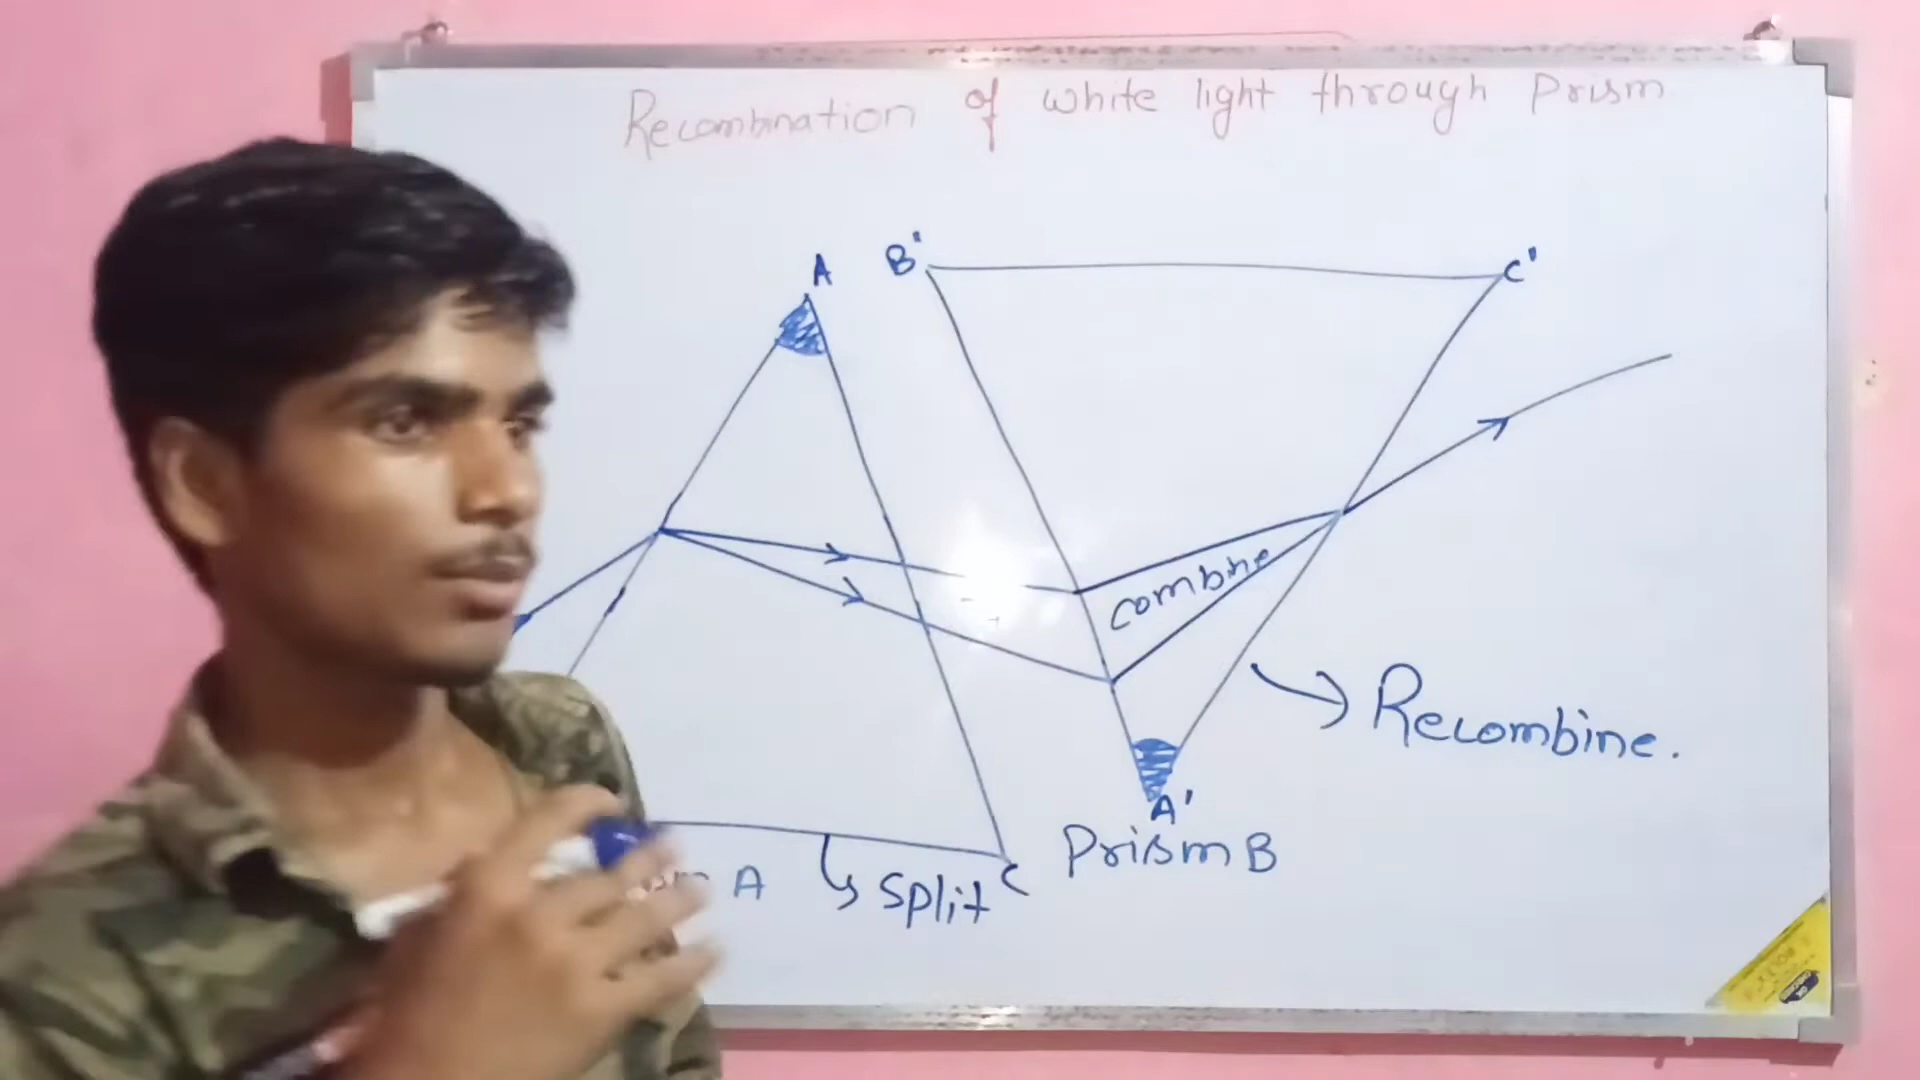 Recombination of white light through Prism
A
B'
C'
combine
Recombine.
A'
Prism B
A
Split
C